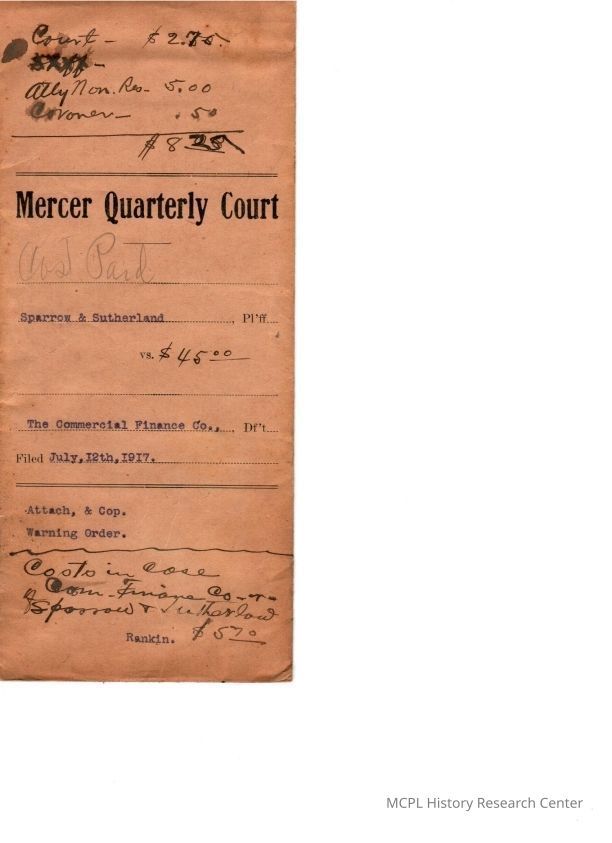 Court - $2.75.
Atty Non. Res- 5.00
Coroner- .50
$8.25
Mercer Quarterly Court
Cost Paid
Sparrow & Sutherland, Pl'ff
vs. $45.00
The Commercial Finance Co., Df't.
Filed July,12th,1917.
Attach, & Cop.
Warning Order.
Costs in Case
of Com. Finance Co- vs
Sparrow & Sutherland
Rankin. $5.70
MCPL History Research Center